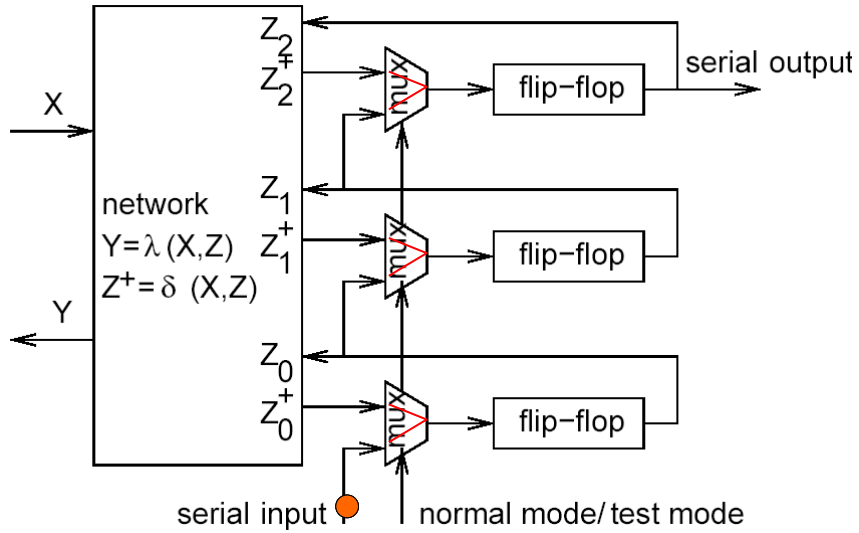 Z₂
serial output
Z₂⁺
mux
flip−flop
X
Z₁
network
Y=λ(X,Z)
Z⁺=δ (X,Z)
Z₁⁺
mux
flip−flop
Y
Z₀
Z₀⁺
mux
flip−flop
serial input
normal mode/test mode